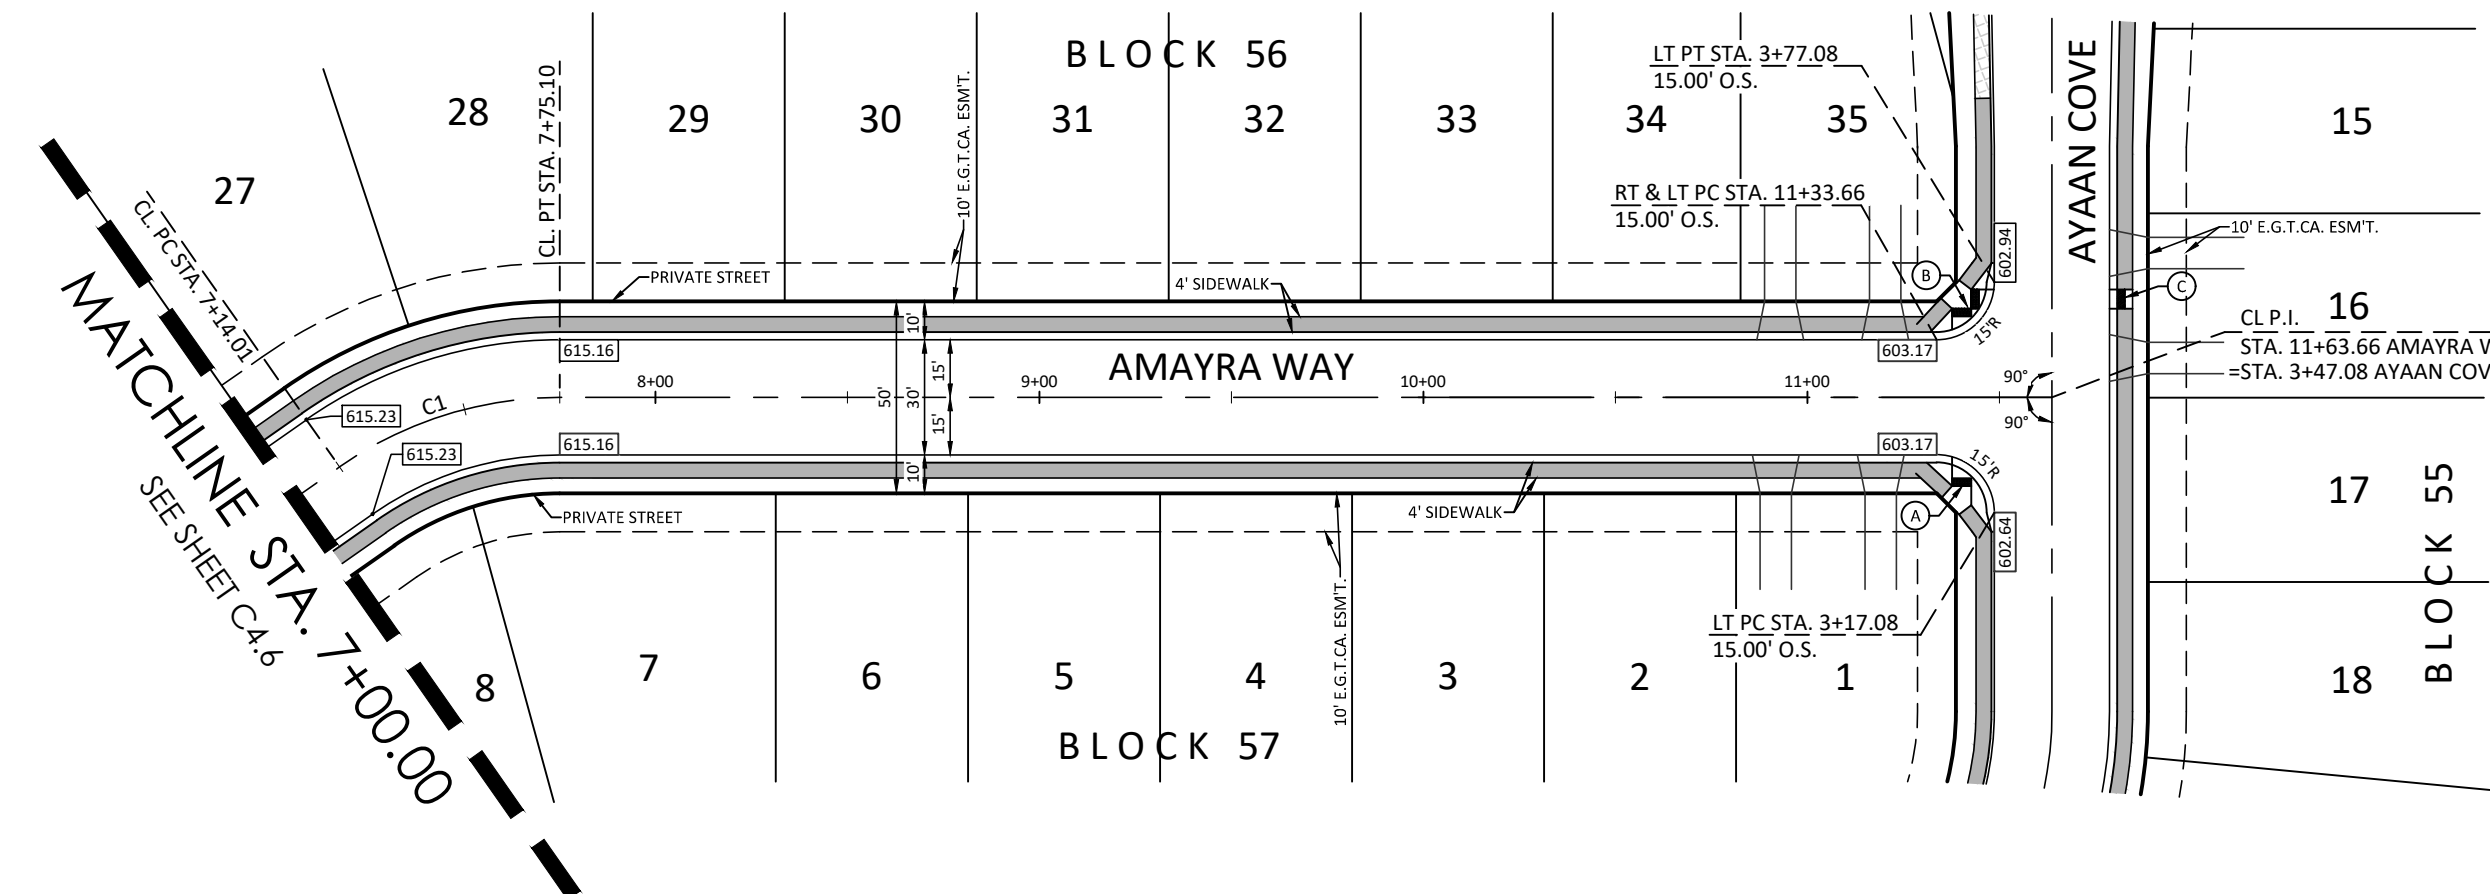 BLOCK 56
28
29
30
31
32
33
34
35
27
CL. PT STA. 7+75.10
10' E.G.T.CA. ESM'T.
LT PT STA. 3+77.08
15.00' O.S.
RT & LT PC STA. 11+33.66
15.00' O.S.
AYAAN COVE
15
10' E.G.T.CA. ESM'T.
CL. PC STA. 7+14.01
PRIVATE STREET
4' SIDEWALK
B
602.94
C
16
CL P.I.
STA. 11+63.66 AMAYRA W
=STA. 3+47.08 AYAAN COV
15'R
10'
615.16
AMAYRA WAY
603.17
15'
8+00
9+00
10+00
11+00
90°
90°
615.23
C1
50'
30'
15'
615.23
615.16
603.17
10'
15'R
MATCHLINE STA. 7+00.00
SEE SHEET C4.6
PRIVATE STREET
4' SIDEWALK
A
602.64
17
BLOCK 55
10' E.G.T.CA. ESM'T.
LT PC STA. 3+17.08
15.00' O.S.
8
7
6
5
4
3
2
1
18
BLOCK 57